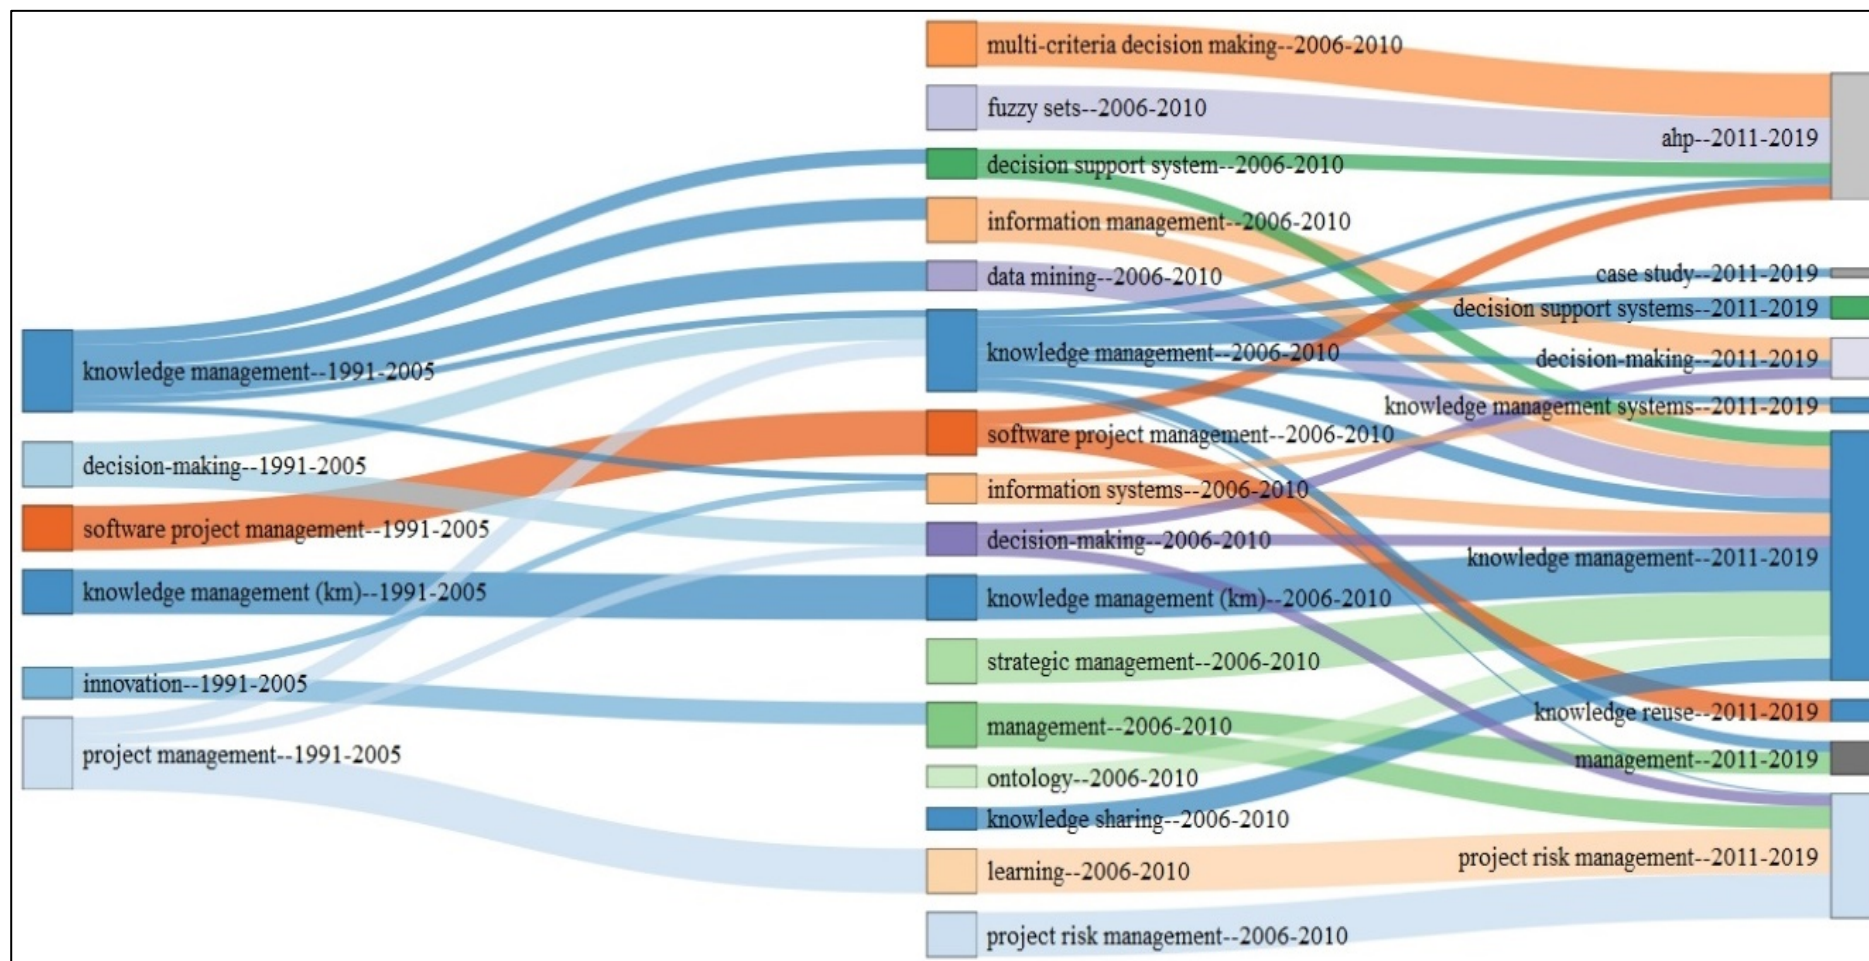 knowledge management--1991-2005
decision-making--1991-2005
software project management--1991-2005
knowledge management (km)--1991-2005
innovation--1991-2005
project management--1991-2005
multi-criteria decision making--2006-2010
fuzzy sets--2006-2010
decision support system--2006-2010
information management--2006-2010
data mining--2006-2010
knowledge management--2006-2010
software project management--2006-2010
information systems--2006-2010
decision-making--2006-2010
knowledge management (km)--2006-2010
strategic management--2006-2010
management--2006-2010
ontology--2006-2010
knowledge sharing--2006-2010
learning--2006-2010
project risk management--2006-2010
ahp--2011-2019
case study--2011-2019
decision support systems--2011-2019
decision-making--2011-2019
knowledge management systems--2011-2019
knowledge management--2011-2019
knowledge reuse--2011-2019
management--2011-2019
project risk management--2011-2019